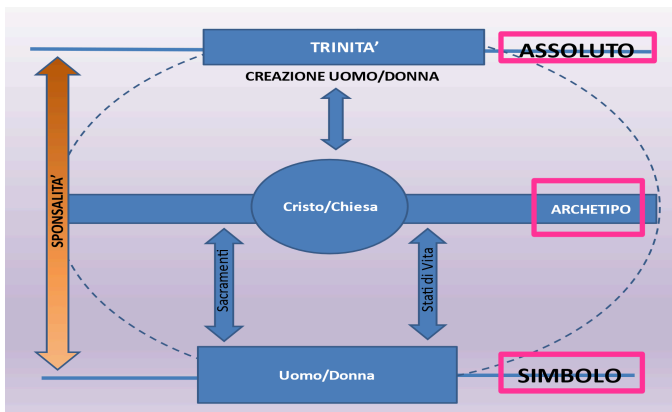 TRINITA’
ASSOLUTO
CREAZIONE UOMO/DONNA
SPONSALITA’
Cristo/Chiesa
ARCHETIPO
Sacramenti
Stati di Vita
Uomo/Donna
SIMBOLO